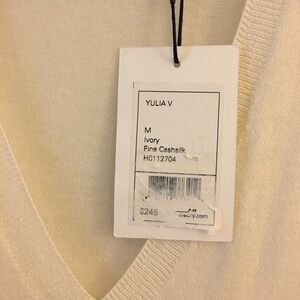 YULIA V
M
Ivory
Fine Cashsilk
H0112704
$245